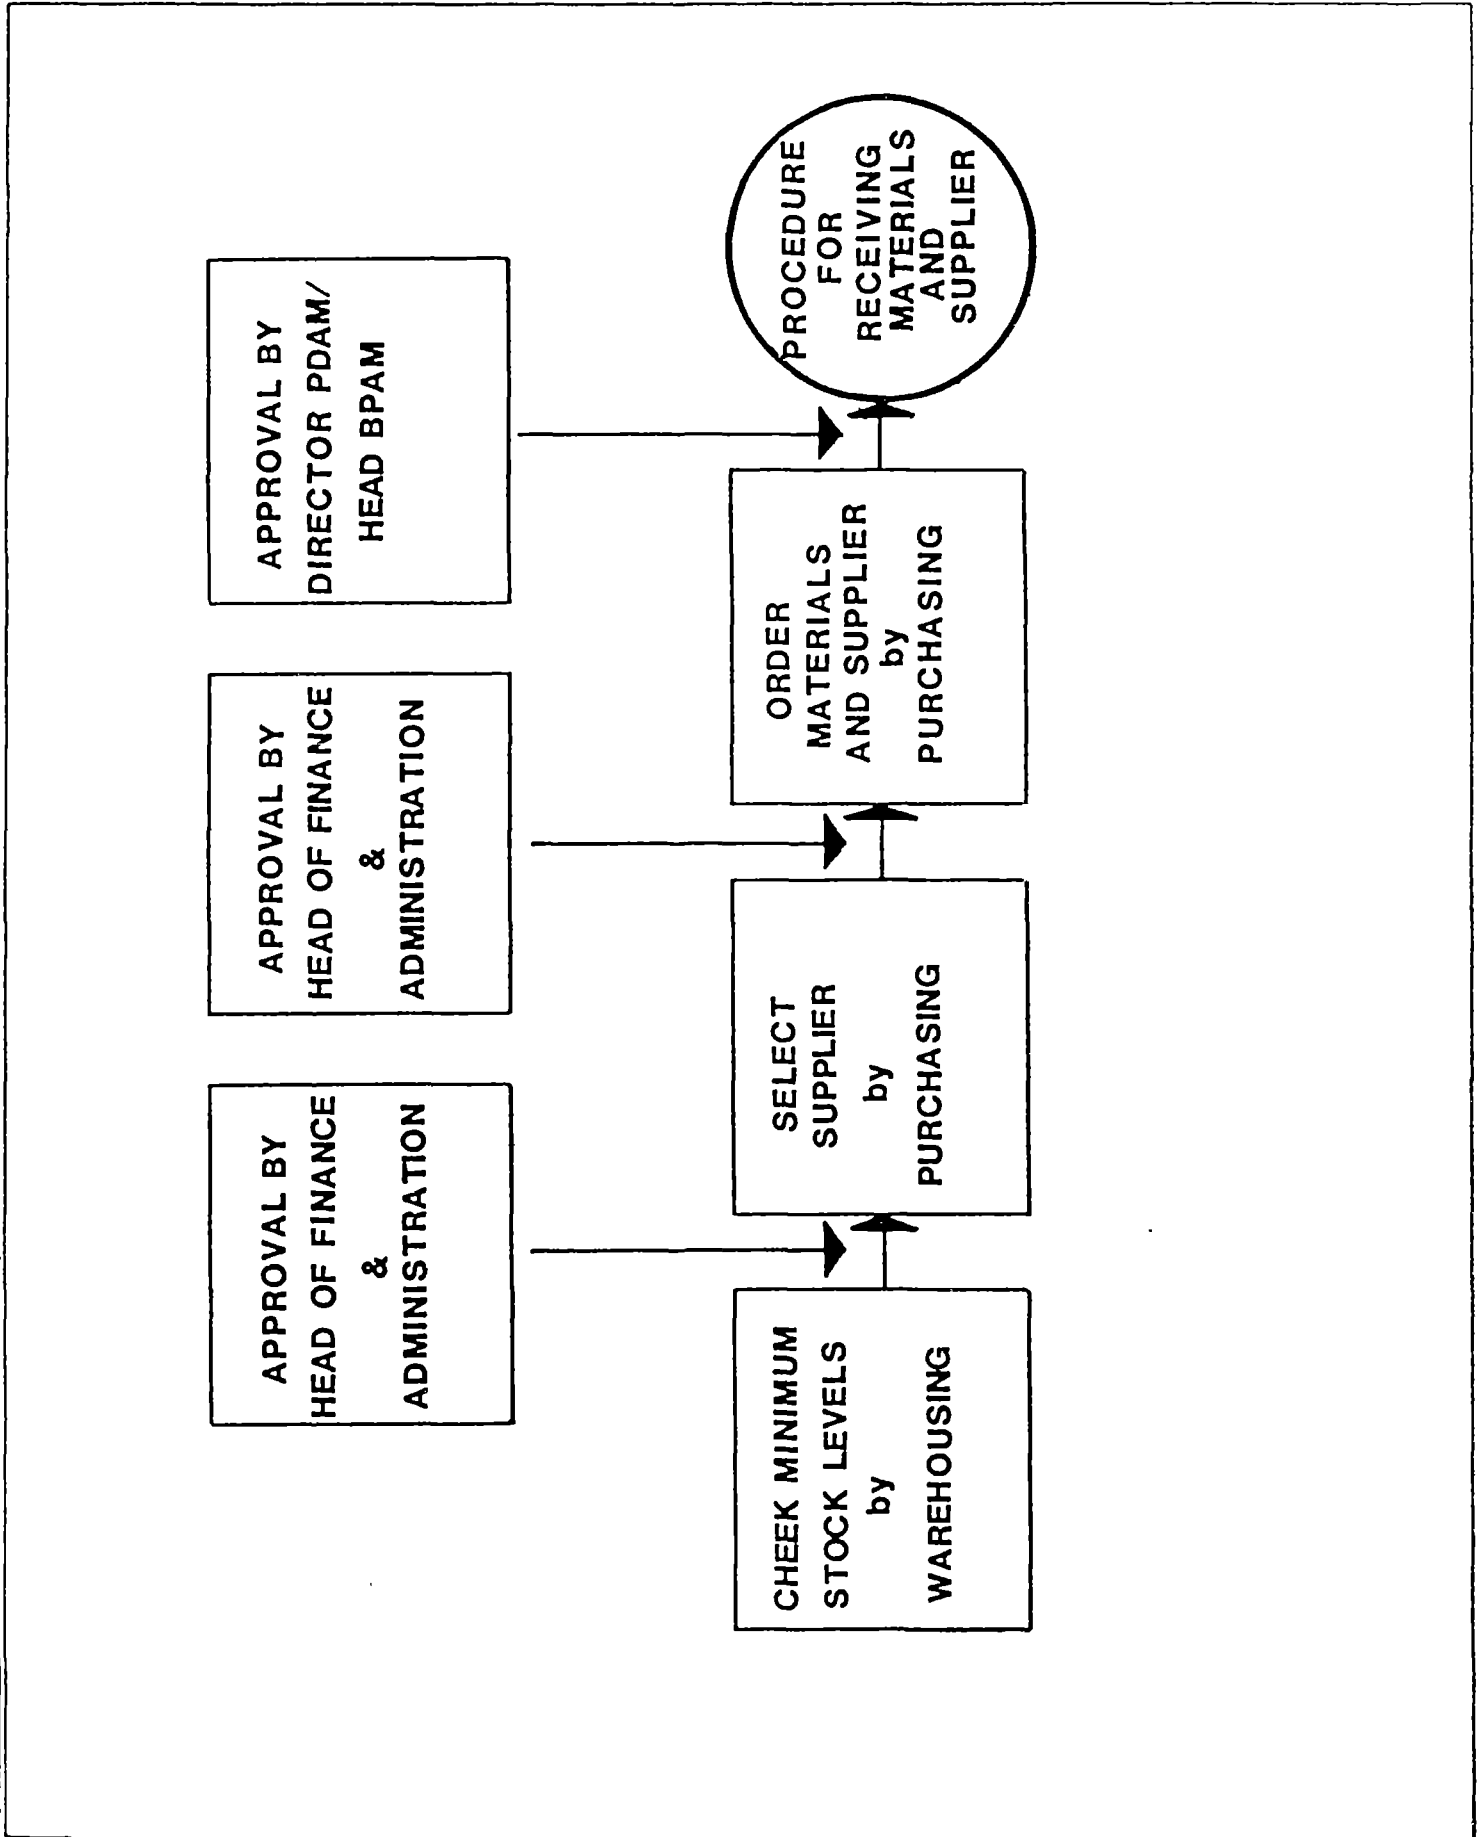 APPROVAL BY
HEAD OF FINANCE
&
ADMINISTRATION
APPROVAL BY
HEAD OF FINANCE
&
ADMINISTRATION
APPROVAL BY
DIRECTOR PDAM/
HEAD BPAM
CHEEK MINIMUM
STOCK LEVELS
by
WAREHOUSING
SELECT
SUPPLIER
by
PURCHASING
ORDER
MATERIALS
AND SUPPLIER
by
PURCHASING
PROCEDURE
FOR
RECEIVING
MATERIALS
AND
SUPPLIER